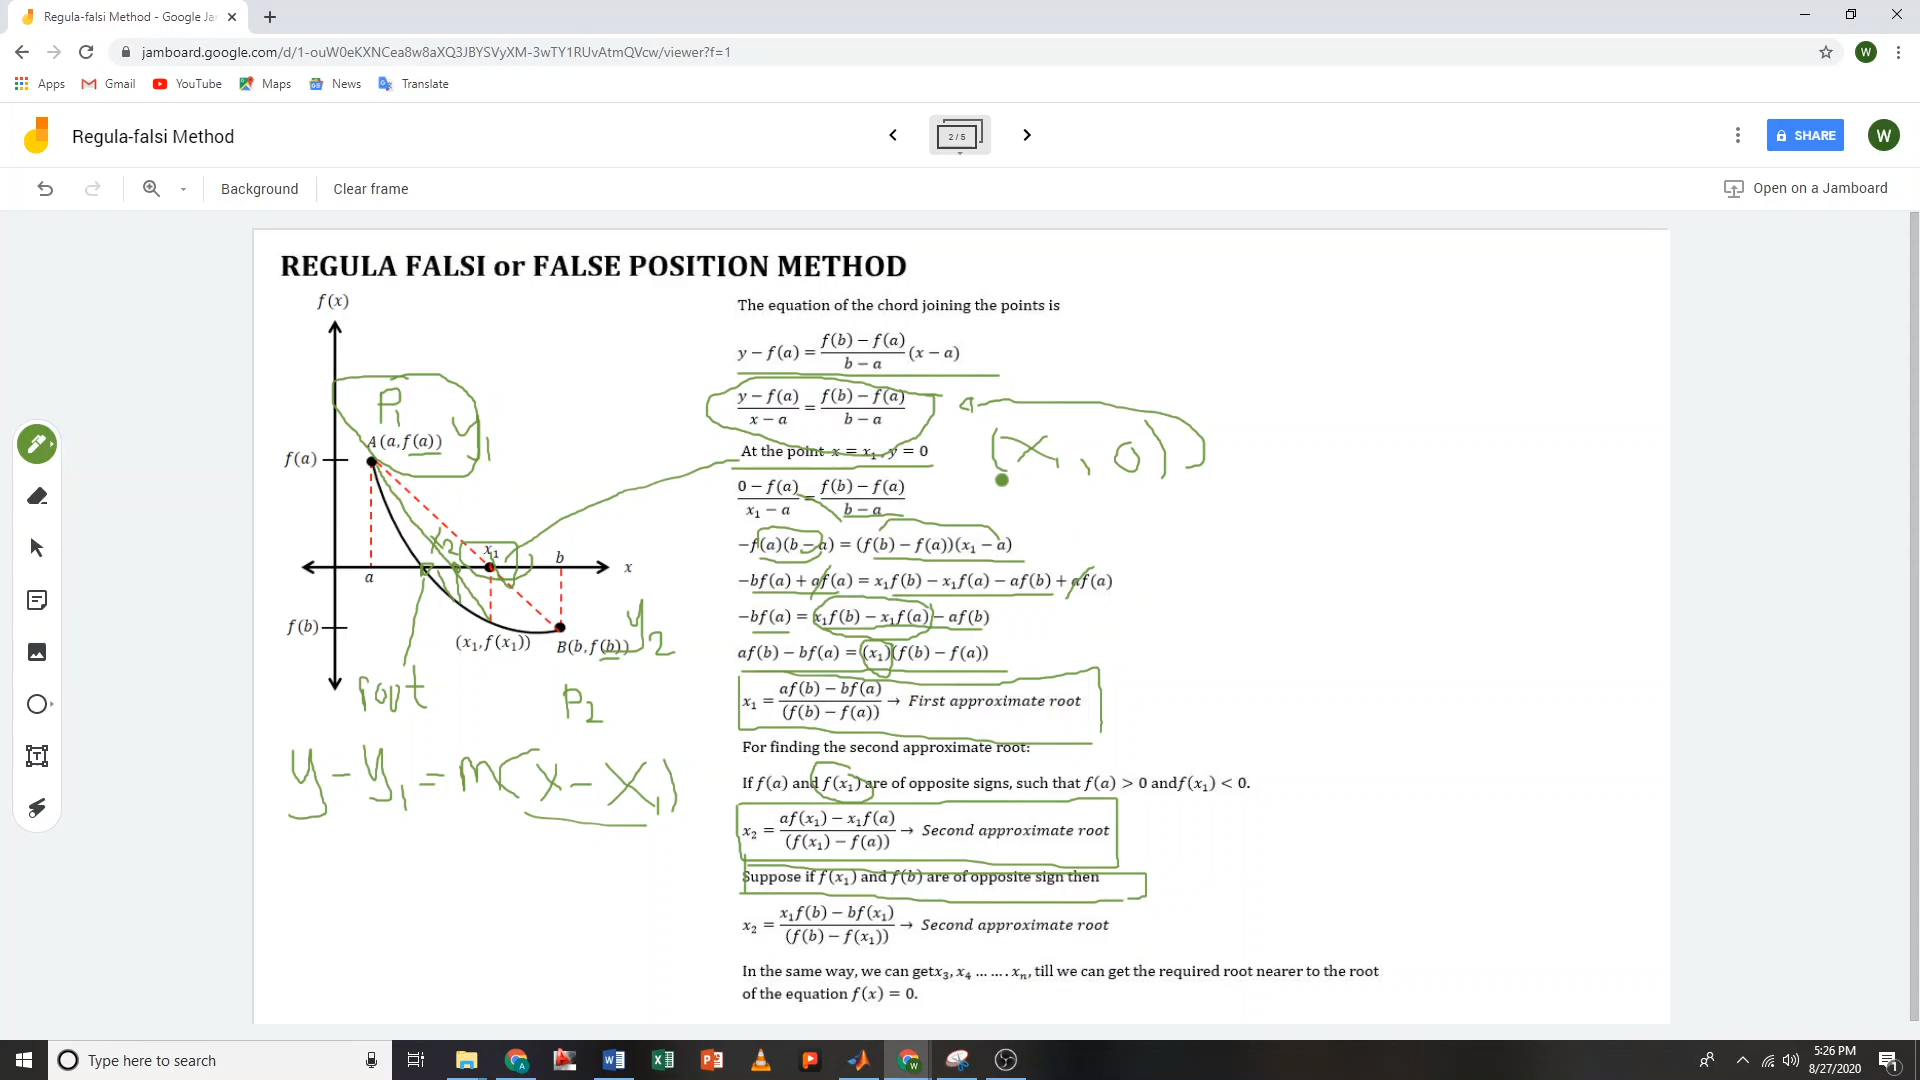 Regula-falsi Method - Google Ja
jamboard.google.com/d/1-ouW0eKXNCea8w8aXQ3JBYSVyXM-3wTY1RUvAtmQVcw/viewer?f=1
W
Apps Gmail YouTube Maps News Translate
Regula-falsi Method
2 / 5
SHARE
W
Background
Clear frame
Open on a Jamboard
REGULA FALSI or FALSE POSITION METHOD
f(x)
P₁
A(a, f(a))
y₁
f(a)
x₂
x₁
b
x
a
f(b)
(x₁, f(x₁))
B(b, f(b))
y₂
root
P₂
y - y₁ = m(x - x₁)
The equation of the chord joining the points is
y − f(a) = (f(b) − f(a))/(b − a) (x − a)
(y − f(a))/(x − a) = (f(b) − f(a))/(b − a)
(x₁, 0)
At the point x = x₁, y = 0
(0 − f(a))/(x₁ − a) = (f(b) − f(a))/(b − a)
−f(a)(b − a) = (f(b) − f(a))(x₁ − a)
−bf(a) + af(a) = x₁f(b) − x₁f(a) − af(b) + af(a)
−bf(a) = x₁f(b) − x₁f(a) − af(b)
af(b) − bf(a) = (x₁)(f(b) − f(a))
x₁ = (af(b) − bf(a))/(f(b) − f(a)) → First approximate root
For finding the second approximate root:
If f(a) and f(x₁) are of opposite signs, such that f(a) > 0 andf(x₁) < 0.
x₂ = (af(x₁) − x₁f(a))/(f(x₁) − f(a)) → Second approximate root
Suppose if f(x₁) and f(b) are of opposite sign then
x₂ = (x₁f(b) − bf(x₁))/(f(b) − f(x₁)) → Second approximate root
In the same way, we can getx₃, x₄ … … . xₙ, till we can get the required root nearer to the root
of the equation f(x) = 0.
Type here to search
5:26 PM
8/27/2020
1